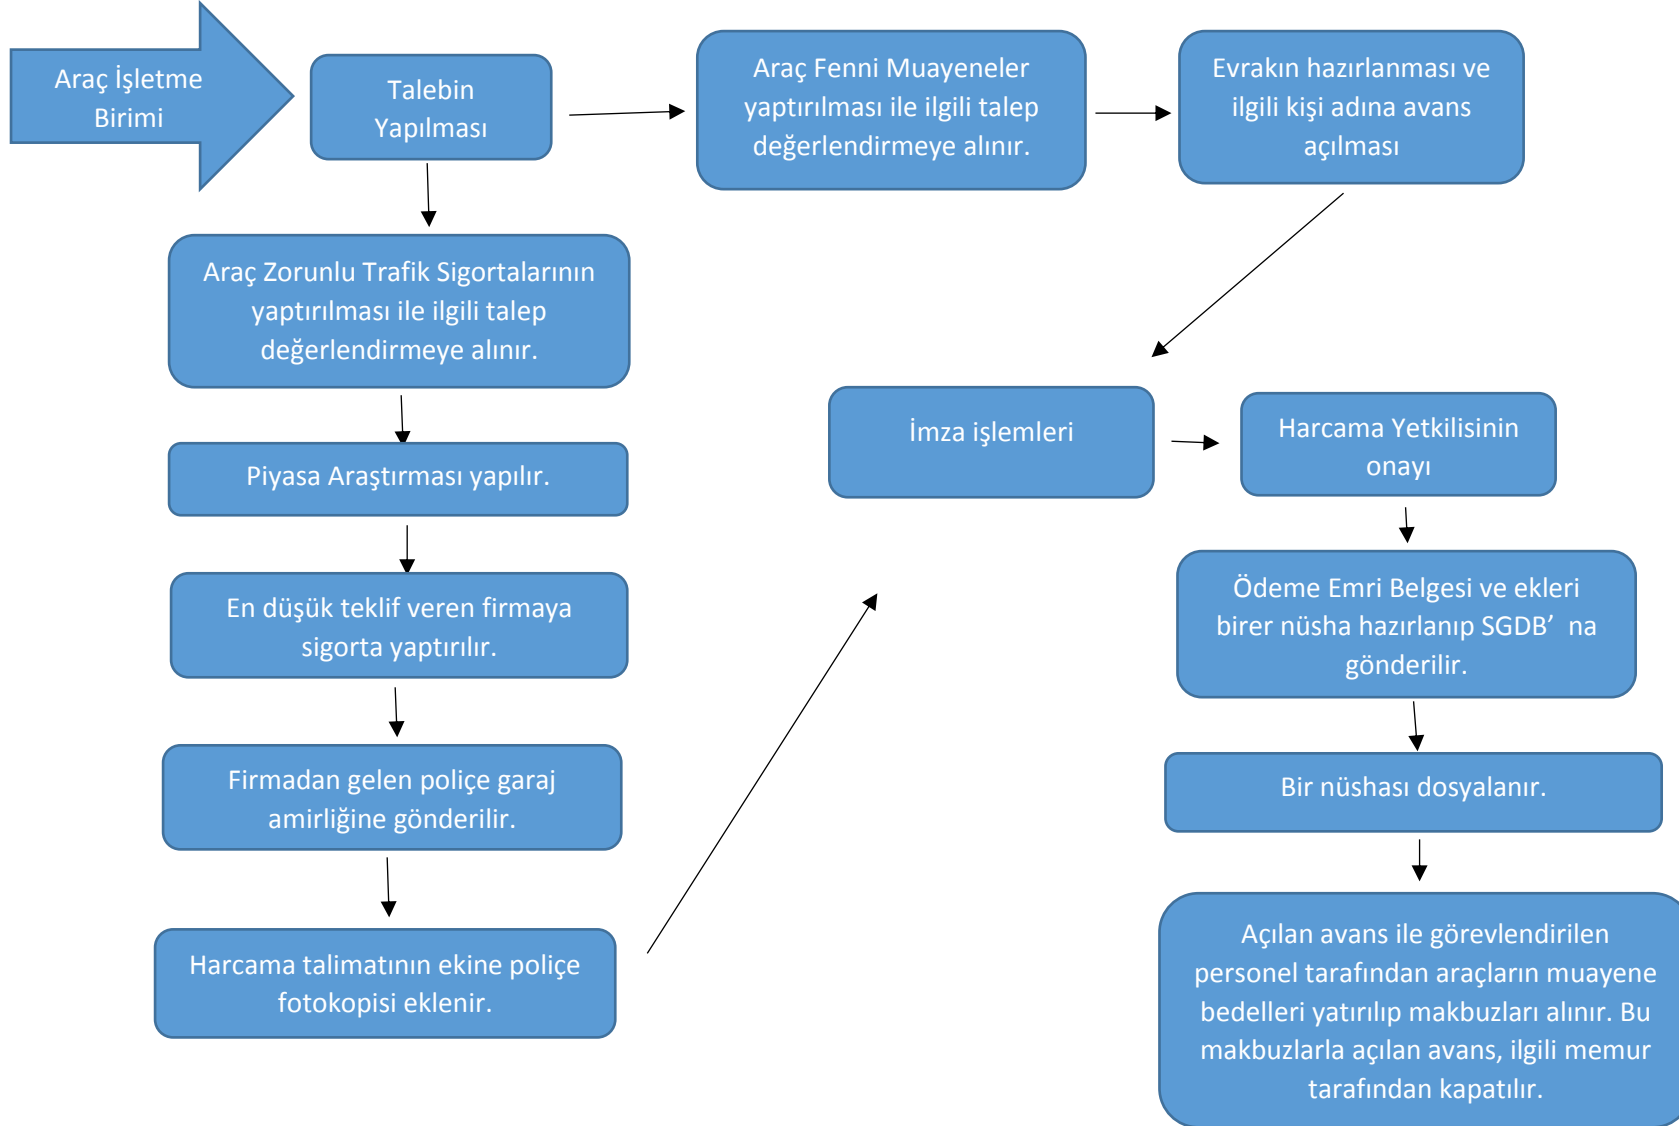 Araç İşletme
Birimi
Talebin
Yapılması
Araç Fenni Muayeneler
yaptırılması ile ilgili talep
değerlendirmeye alınır.
Evrakın hazırlanması ve
ilgili kişi adına avans
açılması
Araç Zorunlu Trafik Sigortalarının
yaptırılması ile ilgili talep
değerlendirmeye alınır.
Piyasa Araştırması yapılır.
En düşük teklif veren firmaya
sigorta yaptırılır.
Firmadan gelen poliçe garaj
amirliğine gönderilir.
Harcama talimatının ekine poliçe
fotokopisi eklenir.
İmza işlemleri
Harcama Yetkilisinin
onayı
Ödeme Emri Belgesi ve ekleri
birer nüsha hazırlanıp SGDB’ na
gönderilir.
Bir nüshası dosyalanır.
Açılan avans ile görevlendirilen
personel tarafından araçların muayene
bedelleri yatırılıp makbuzları alınır. Bu
makbuzlarla açılan avans, ilgili memur
tarafından kapatılır.